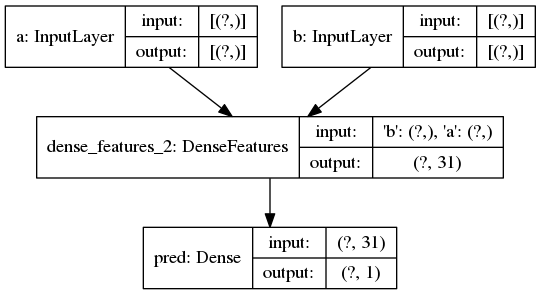 a: InputLayer
input: [(?,)]
output: [(?,)]
b: InputLayer
input: [(?,)]
output: [(?,)]
dense_features_2: DenseFeatures
input: 'b': (?,), 'a': (?,)
output: (?, 31)
pred: Dense
input: (?, 31)
output: (?, 1)